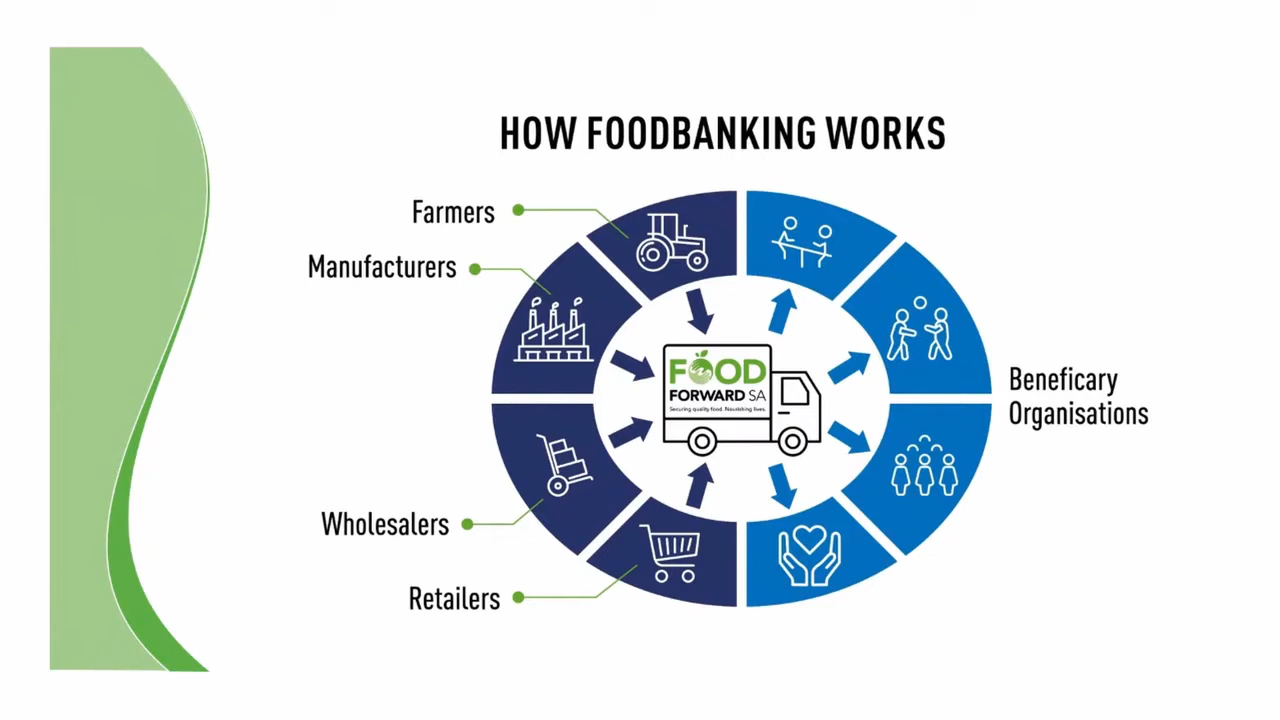 HOW FOODBANKING WORKS
Farmers
Manufacturers
FOOD
FORWARD SA
Securing quality food. Nourishing lives.
Beneficary
Organisations
Wholesalers
Retailers